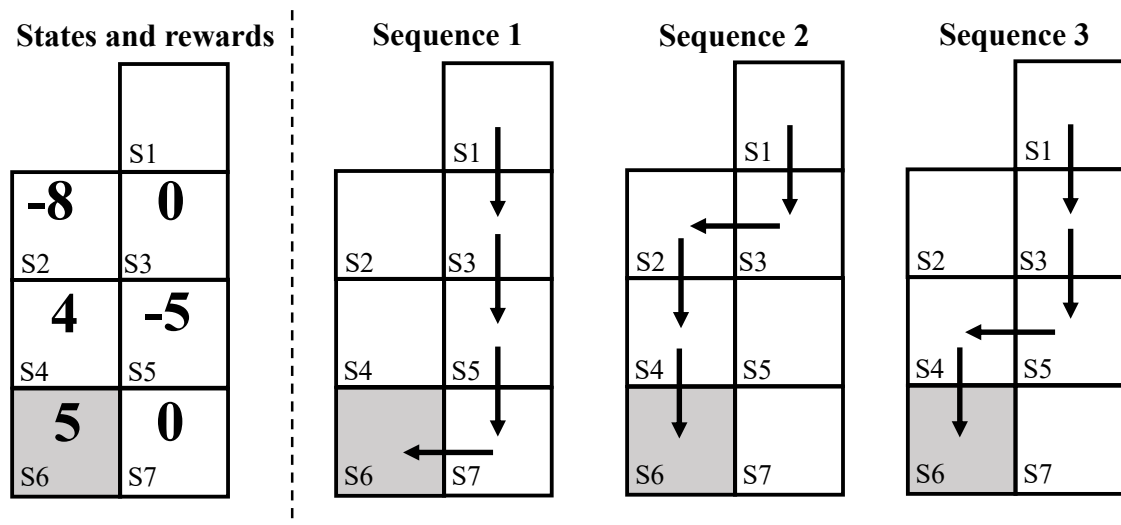 States and rewards
Sequence 1
Sequence 2
Sequence 3
S1
-8 0
S2 S3
4 -5
S4 S5
5 0
S6 S7
S1
S2 S3
S4 S5
S6 S7
S1
S2 S3
S4 S5
S6 S7
S1
S2 S3
S4 S5
S6 S7